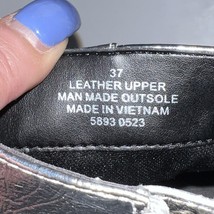 37
LEATHER UPPER
MAN MADE OUTSOLE
MADE IN VIETNAM
5893 0523